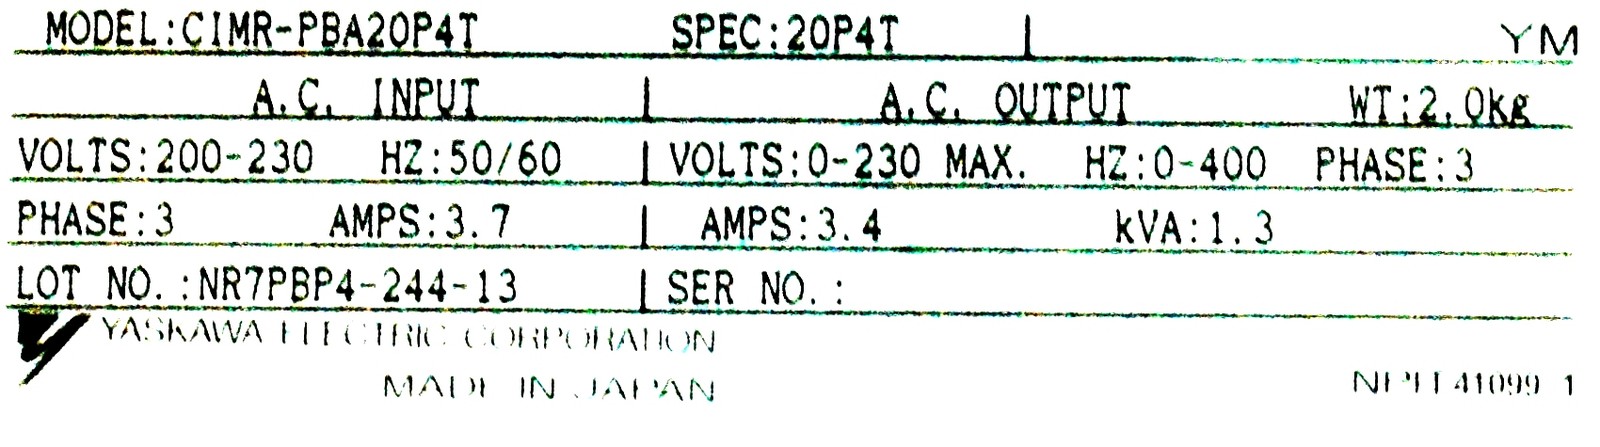 MODEL:CIMR-PBA20P4T SPEC:20P4T YM
A.C. INPUT A.C. OUTPUT WT:2.0kg
VOLTS:200-230 HZ:50/60 VOLTS:0-230 MAX. HZ:0-400 PHASE:3
PHASE:3 AMPS:3.7 AMPS:3.4 kVA:1.3
LOT NO.:NR7PBP4-244-13 SER NO.:
YASKAWA ELECTRIC CORPORATION
MADE IN JAPAN